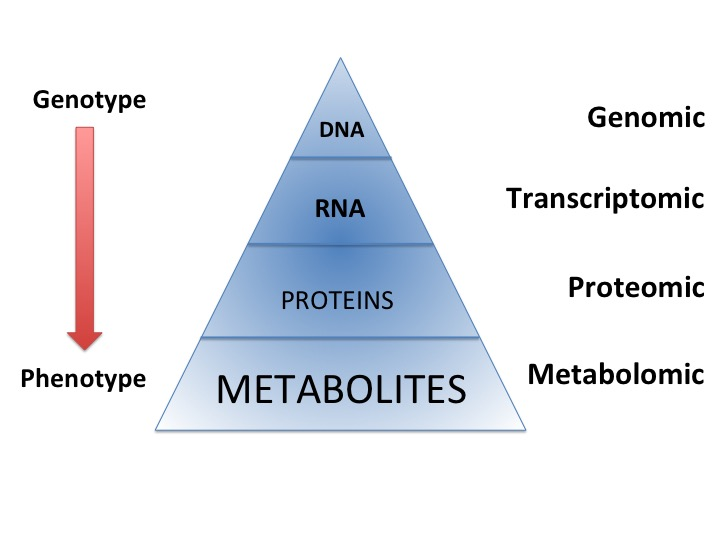 Genotype
DNA
Genomic
RNA
Transcriptomic
PROTEINS
Proteomic
Phenotype
METABOLITES
Metabolomic